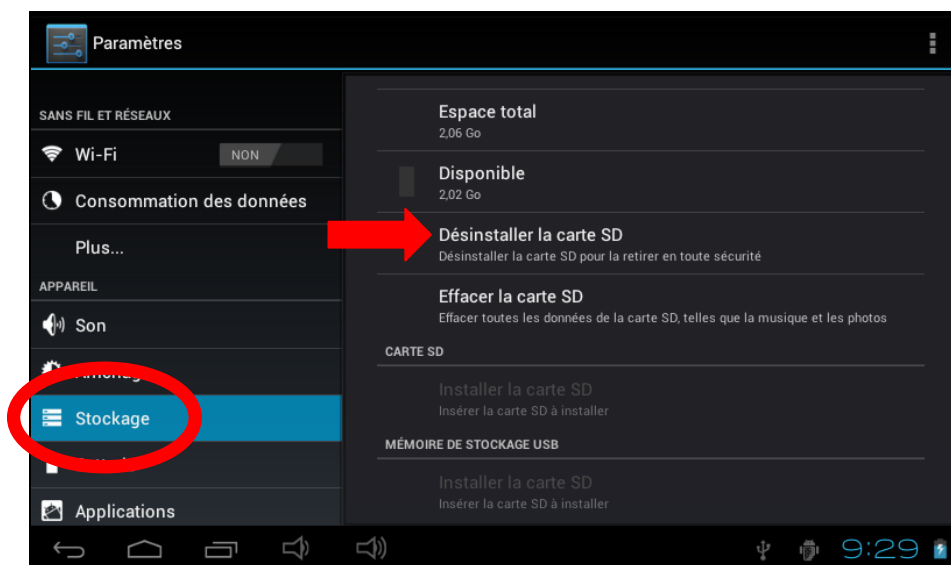 Paramètres
SANS FIL ET RÉSEAUX
Wi-Fi
NON
Consommation des données
Plus...
APPAREIL
Son
Stockage
Applications
Espace total
2,06 Go
Disponible
2,02 Go
Désinstaller la carte SD
Désinstaller la carte SD pour la retirer en toute sécurité
Effacer la carte SD
Effacer toutes les données de la carte SD, telles que la musique et les photos
CARTE SD
Installer la carte SD
Insérer la carte SD à installer
MÉMOIRE DE STOCKAGE USB
Installer la carte SD
Insérer la carte SD à installer
9:29